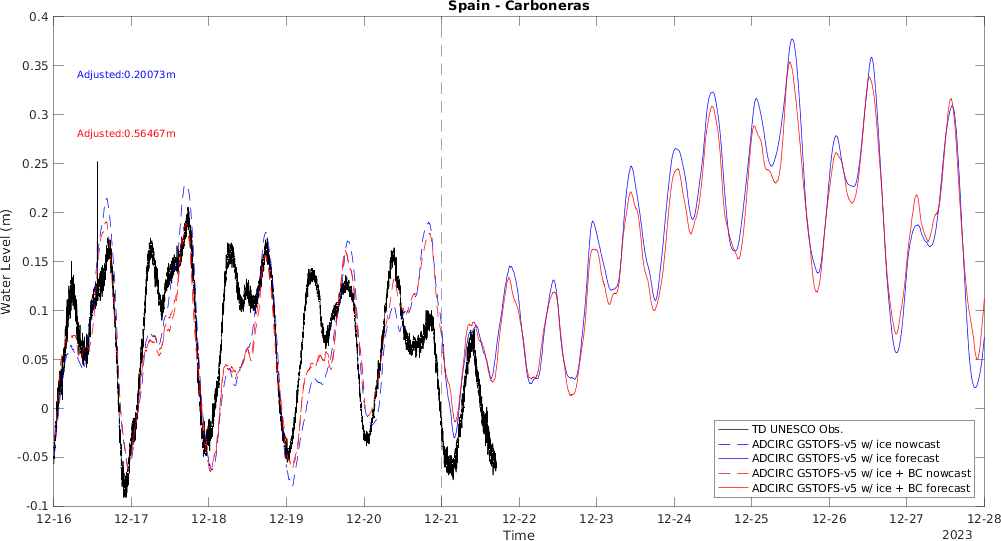 Spain - Carboneras
0.4
0.35
0.3
0.25
0.2
0.15
0.1
0.05
0
-0.05
-0.1
Water Level (m)
Adjusted:0.20073m
Adjusted:0.56467m
TD UNESCO Obs.
ADCIRC GSTOFS-v5 w/ ice nowcast
ADCIRC GSTOFS-v5 w/ ice forecast
ADCIRC GSTOFS-v5 w/ ice + BC nowcast
ADCIRC GSTOFS-v5 w/ ice + BC forecast
12-16 12-17 12-18 12-19 12-20 12-21 12-22 12-23 12-24 12-25 12-26 12-27 12-28
Time
2023